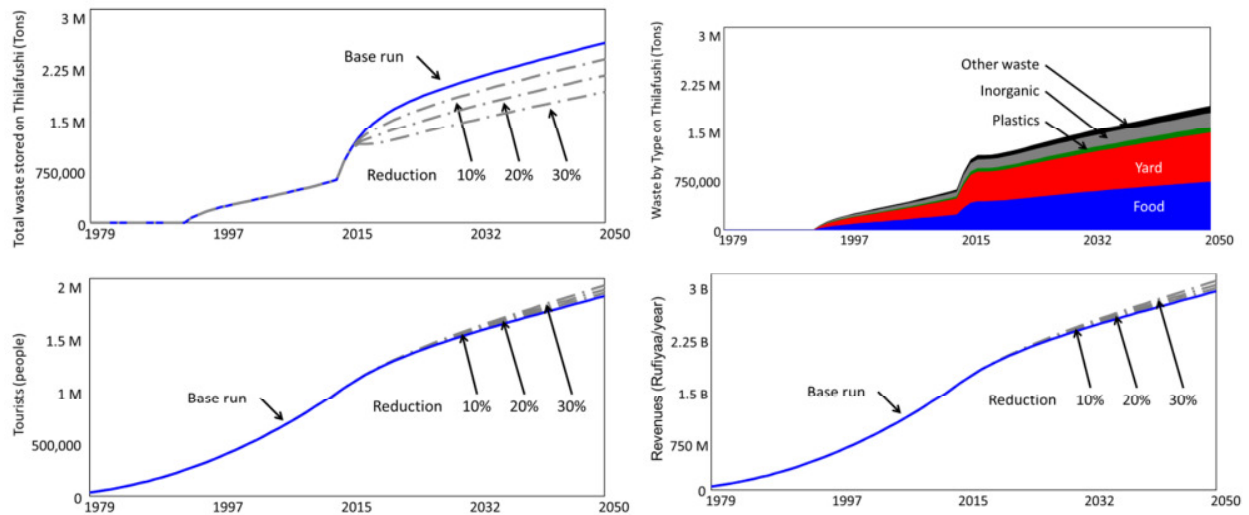 Total waste stored on Thilafushi (Tons)
3 M
2.25 M
1.5 M
750,000
0
Base run
Reduction 10% 20% 30%
1979 1997 2015 2032 2050
Waste by Type on Thilafushi (Tons)
3 M
2.25 M
1.5 M
750,000
0
Other waste
Inorganic
Plastics
Yard
Food
1979 1997 2015 2032 2050
Tourists (people)
2 M
1.5 M
1 M
500,000
0
Base run
Reduction 10% 20% 30%
1979 1997 2015 2032 2050
Revenues (Rufiyaa/year)
3 B
2.25 B
1.5 B
750 M
0
Base run
Reduction 10% 20% 30%
1979 1997 2015 2032 2050